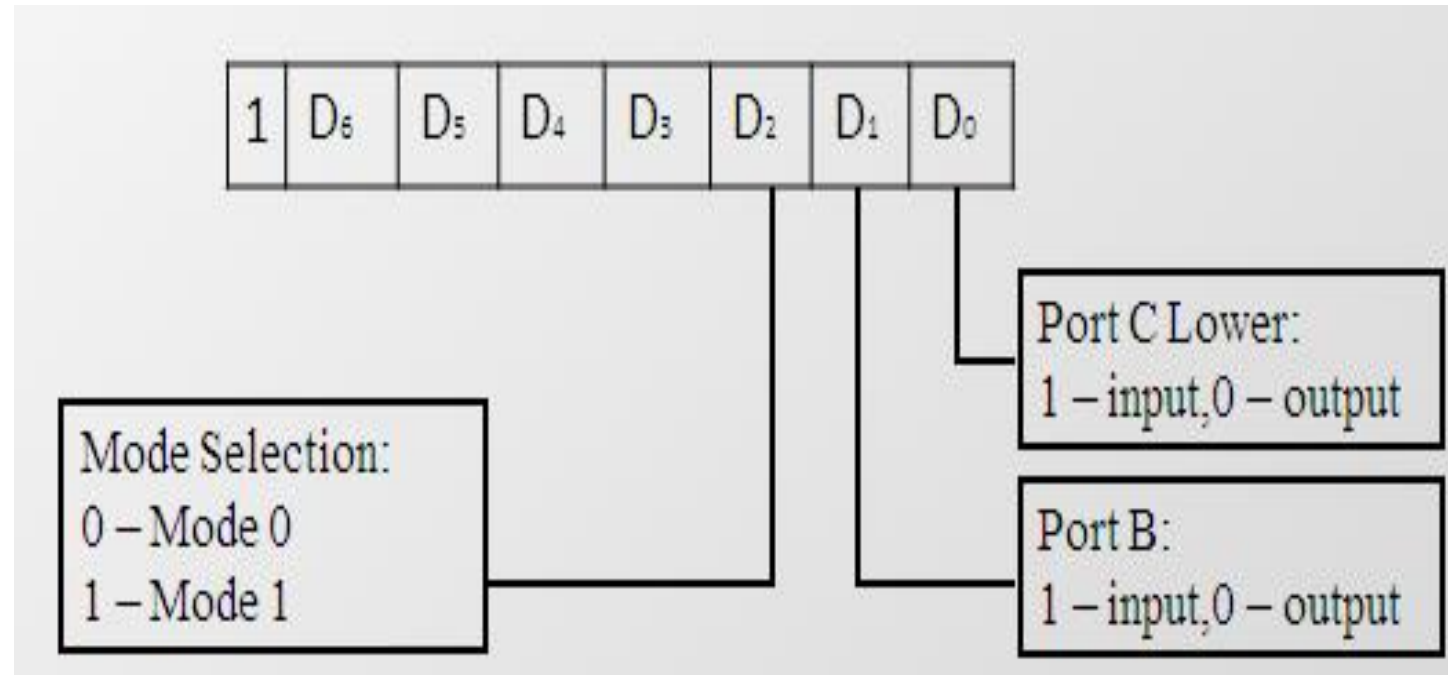 1 D₆ D₅ D₄ D₃ D₂ D₁ D₀
Port C Lower:
1 – input,0 – output
Mode Selection:
0 – Mode 0
1 – Mode 1
Port B:
1 – input,0 – output